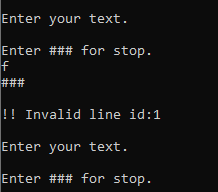 Enter your text.
Enter ### for stop.
f
###
!! Invalid line id:1
Enter your text.
Enter ### for stop.